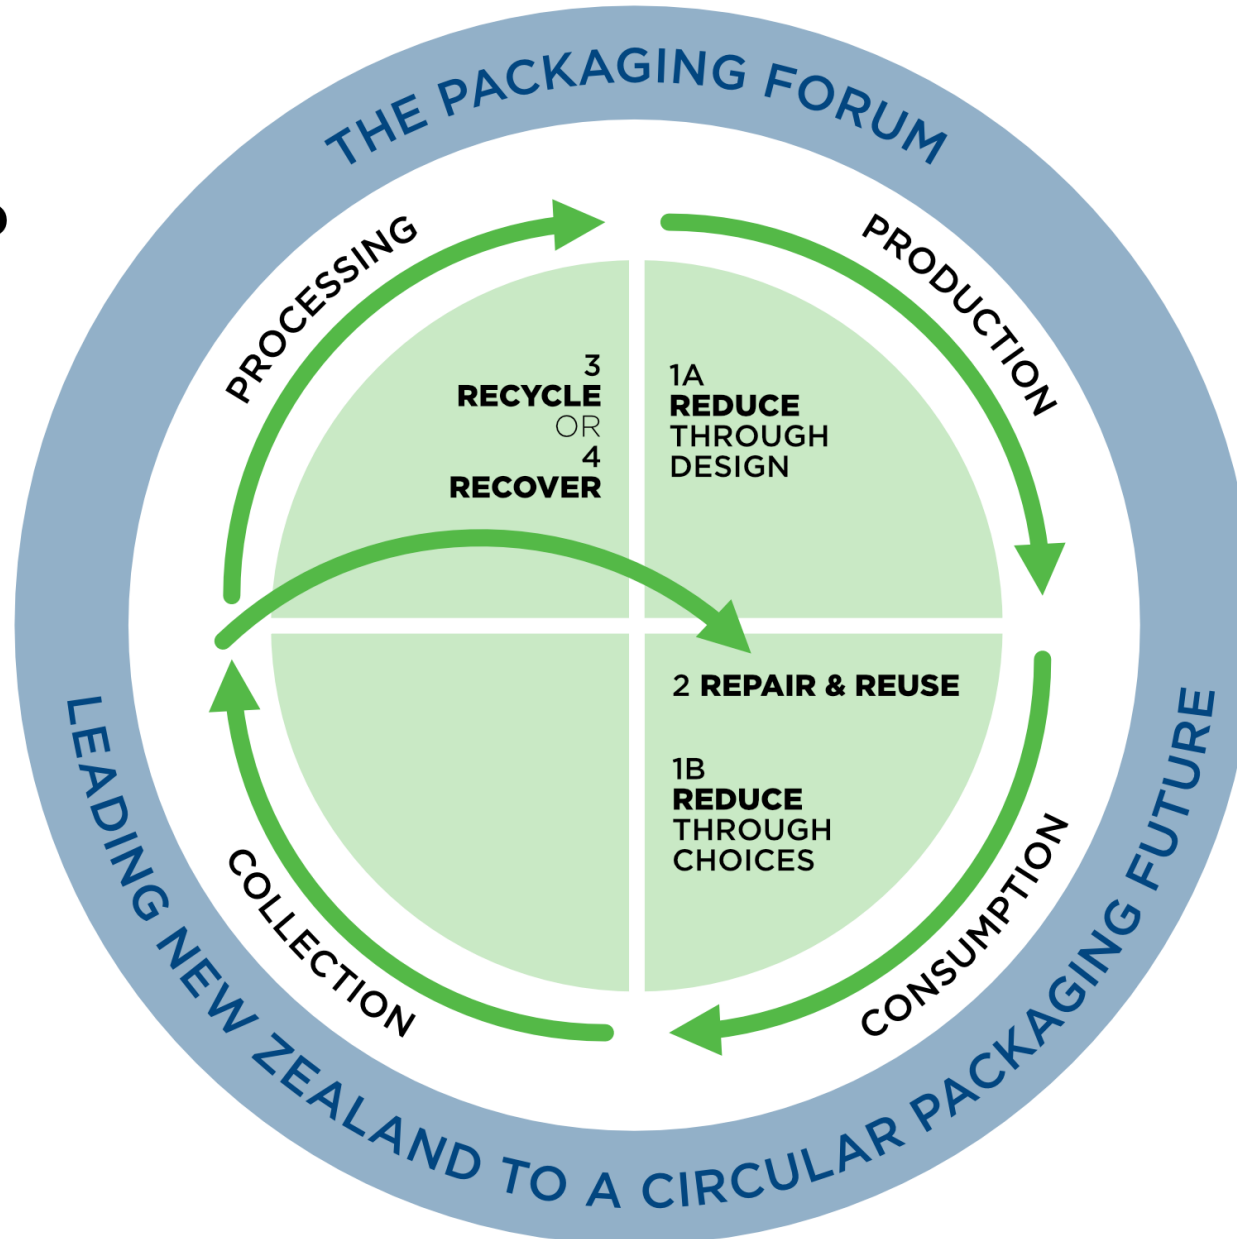 THE PACKAGING FORUM
PROCESSING
PRODUCTION
3
RECYCLE
OR
4
RECOVER
1A
REDUCE
THROUGH
DESIGN
2 REPAIR & REUSE
1B
REDUCE
THROUGH
CHOICES
COLLECTION
CONSUMPTION
LEADING NEW ZEALAND TO A CIRCULAR PACKAGING FUTURE